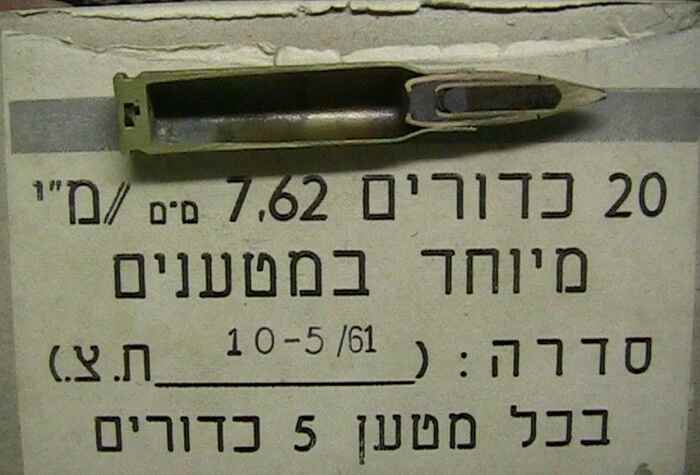 20 כדורים 7,62 מ״מ //מ״י
מיוחד במטענים
סדרה: (10-5/61 ת.צ.)
בכל מטען 5 כדורים